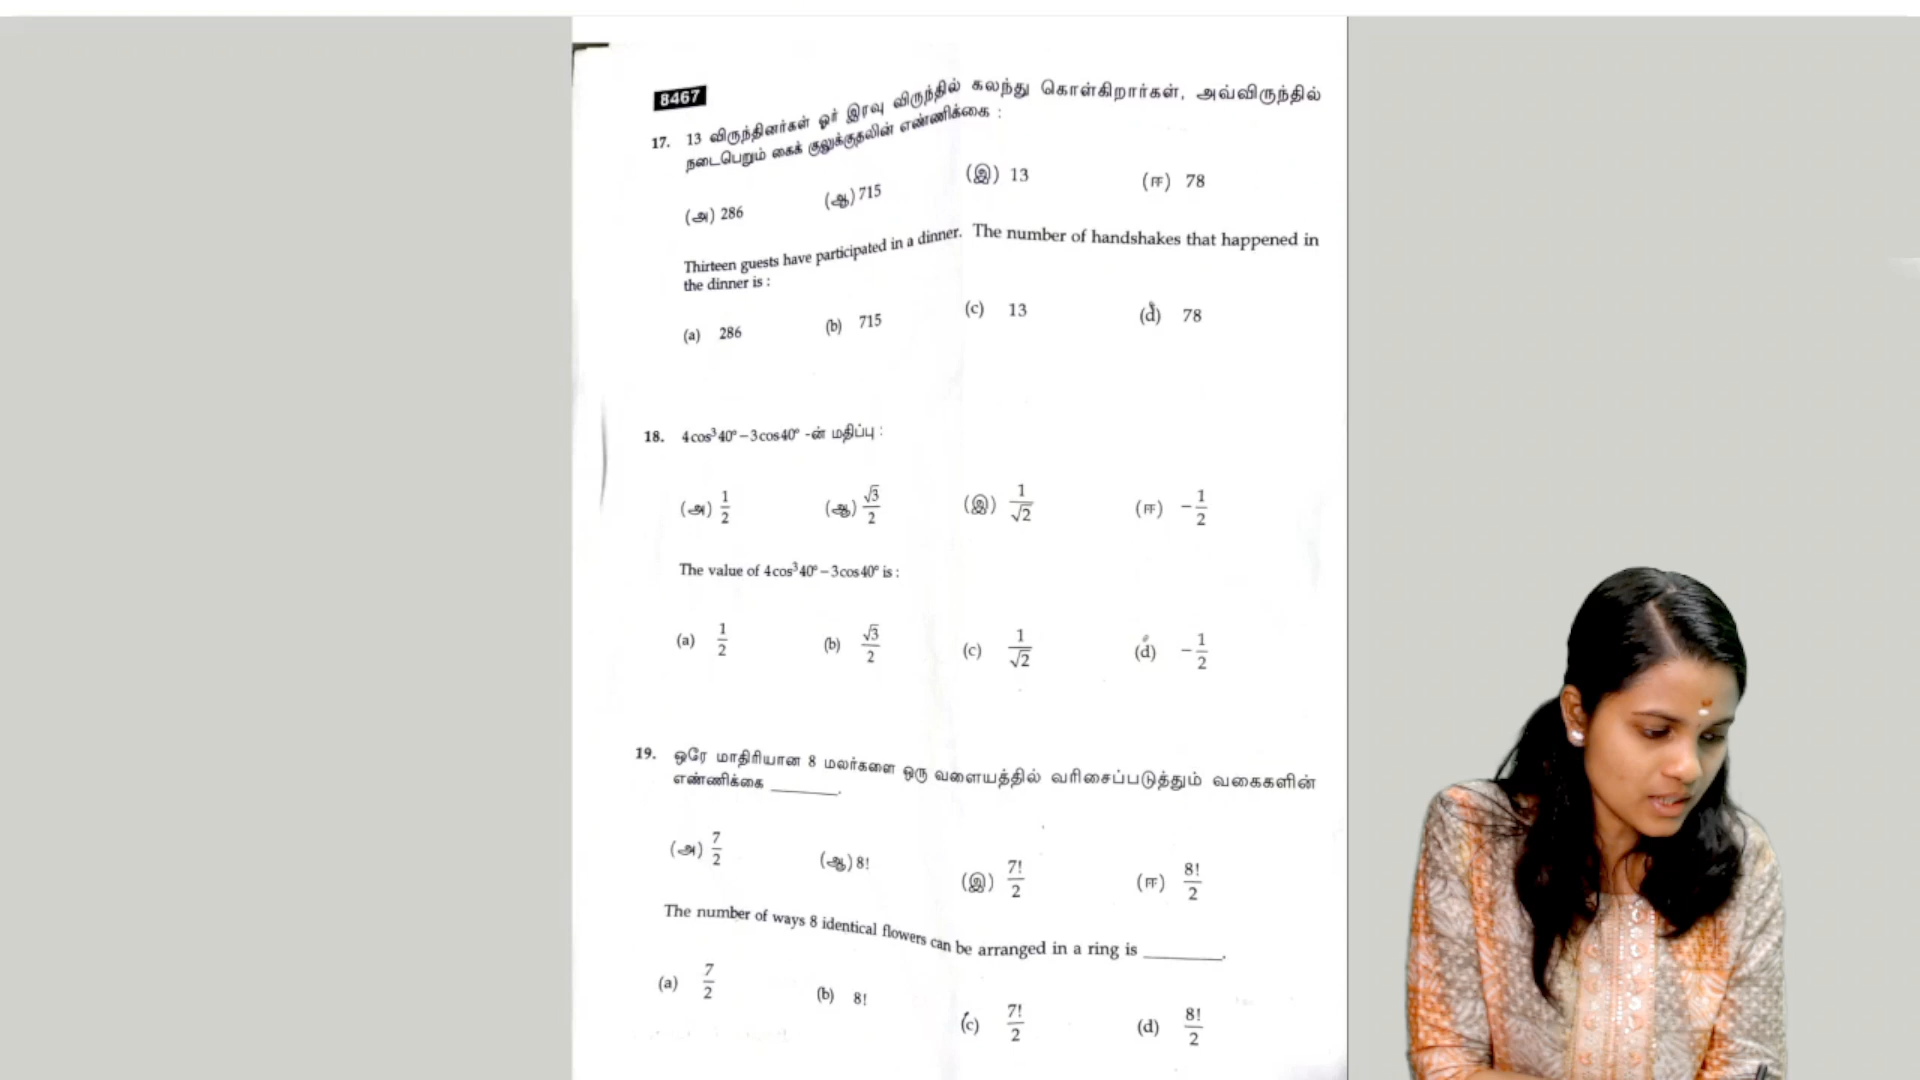 8467
17. 13 விருந்தினர்கள் ஓர் இரவு விருந்தில் கலந்து கொள்கிறார்கள், அவ்விருந்தில்
நடைபெறும் கைக் குலுக்குதலின் எண்ணிக்கை :
(அ) 286 (ஆ) 715 (இ) 13 (ஈ) 78
Thirteen guests have participated in a dinner. The number of handshakes that happened in
the dinner is :
(a) 286 (b) 715 (c) 13 (d) 78
18. 4cos³40° – 3cos40° -ன் மதிப்பு :
(அ) 1/2 (ஆ) √3/2 (இ) 1/√2 (ஈ) –1/2
The value of 4cos³40° – 3cos40° is :
(a) 1/2 (b) √3/2 (c) 1/√2 (d) –1/2
19. ஒரே மாதிரியான 8 மலர்களை ஒரு வளையத்தில் வரிசைப்படுத்தும் வகைகளின்
எண்ணிக்கை ________.
(அ) 7/2 (ஆ) 8! (இ) 7!/2 (ஈ) 8!/2
The number of ways 8 identical flowers can be arranged in a ring is ________.
(a) 7/2 (b) 8! (c) 7!/2 (d) 8!/2